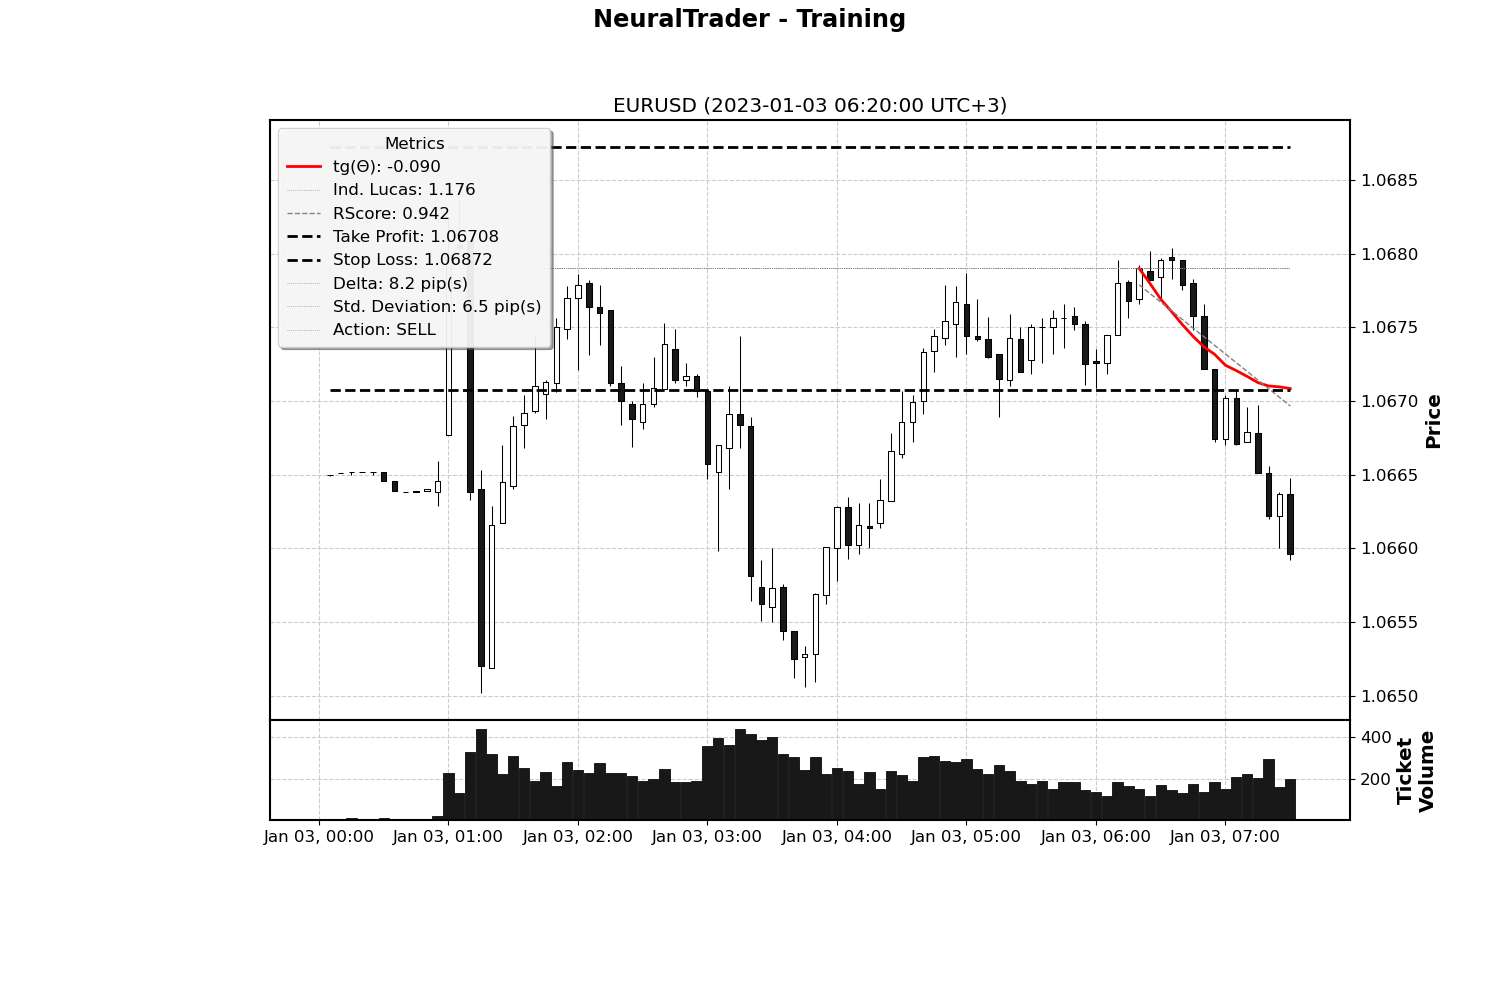 NeuralTrader - Training
EURUSD (2023-01-03 06:20:00 UTC+3)
Metrics
tg(Θ): -0.090
Ind. Lucas: 1.176
RScore: 0.942
Take Profit: 1.06708
Stop Loss: 1.06872
Delta: 8.2 pip(s)
Std. Deviation: 6.5 pip(s)
Action: SELL
1.0685
1.0680
1.0675
1.0670
1.0665
1.0660
1.0655
1.0650
Price
400
200
Ticket
Volume
Jan 03, 00:00 Jan 03, 01:00 Jan 03, 02:00 Jan 03, 03:00 Jan 03, 04:00 Jan 03, 05:00 Jan 03, 06:00 Jan 03, 07:00